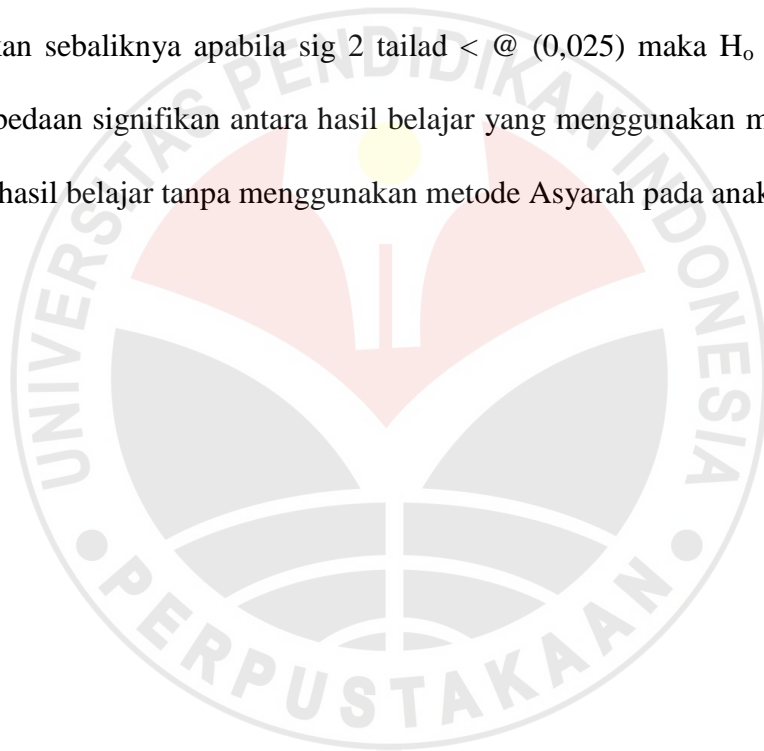 kan sebaliknya apabila sig 2 tailad < @ (0,025) maka Ho
bedaan signifikan antara hasil belajar yang menggunakan m
hasil belajar tanpa menggunakan metode Asyarah pada anak
UNIVERSITAS PENDIDIKAN INDONESIA
PERPUSTAKAAN